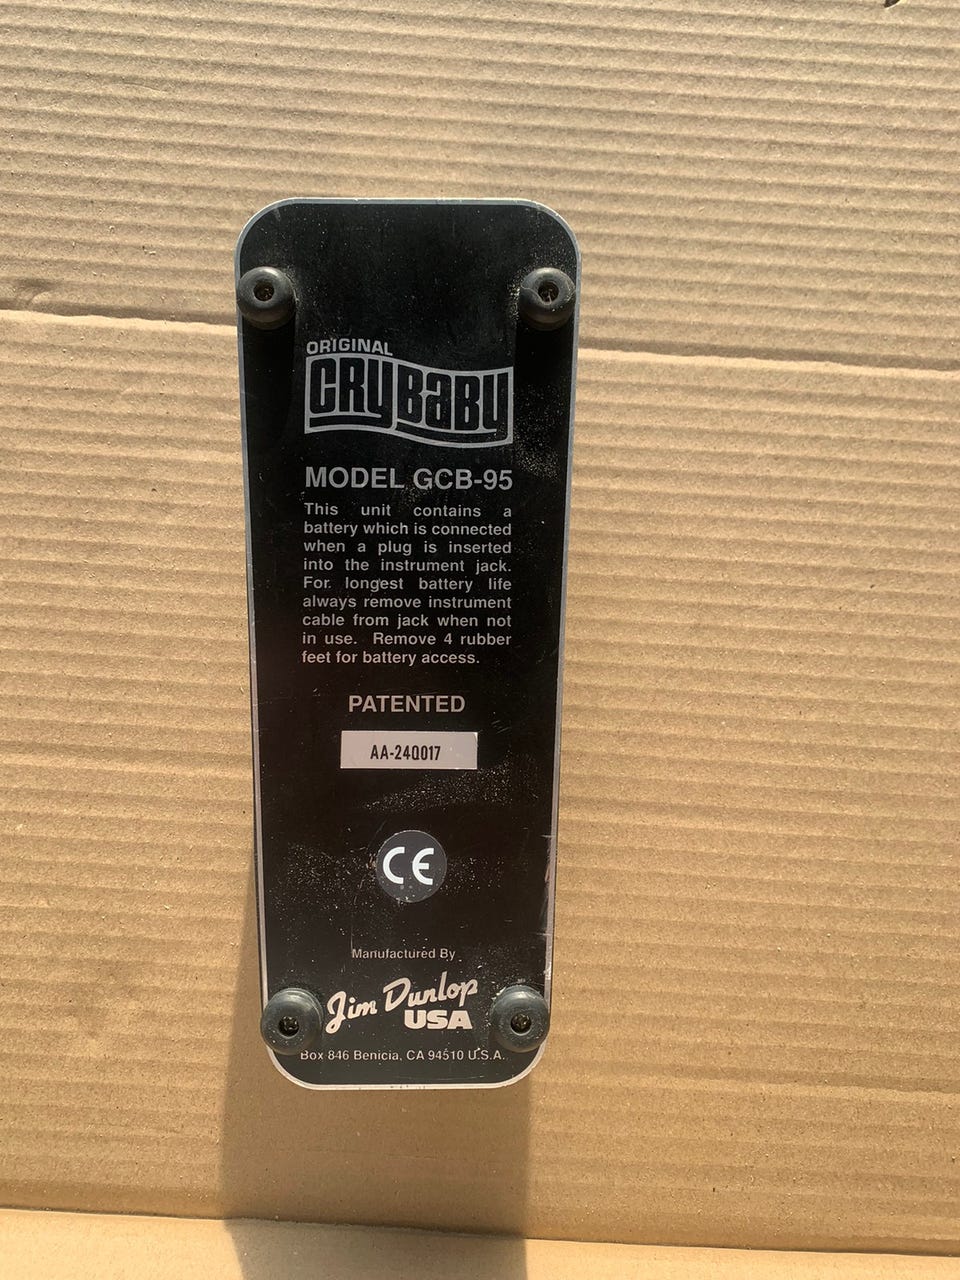 ORIGINAL
CRYBABY
MODEL GCB-95
This unit contains a
battery which is connected
when a plug is inserted
into the instrument jack.
For longest battery life
always remove instrument
cable from jack when not
in use. Remove 4 rubber
feet for battery access.
PATENTED
AA-240017
CE
Manufactured By
Jim Dunlop
USA
Box 846 Benicia, CA 94510 U.S.A.